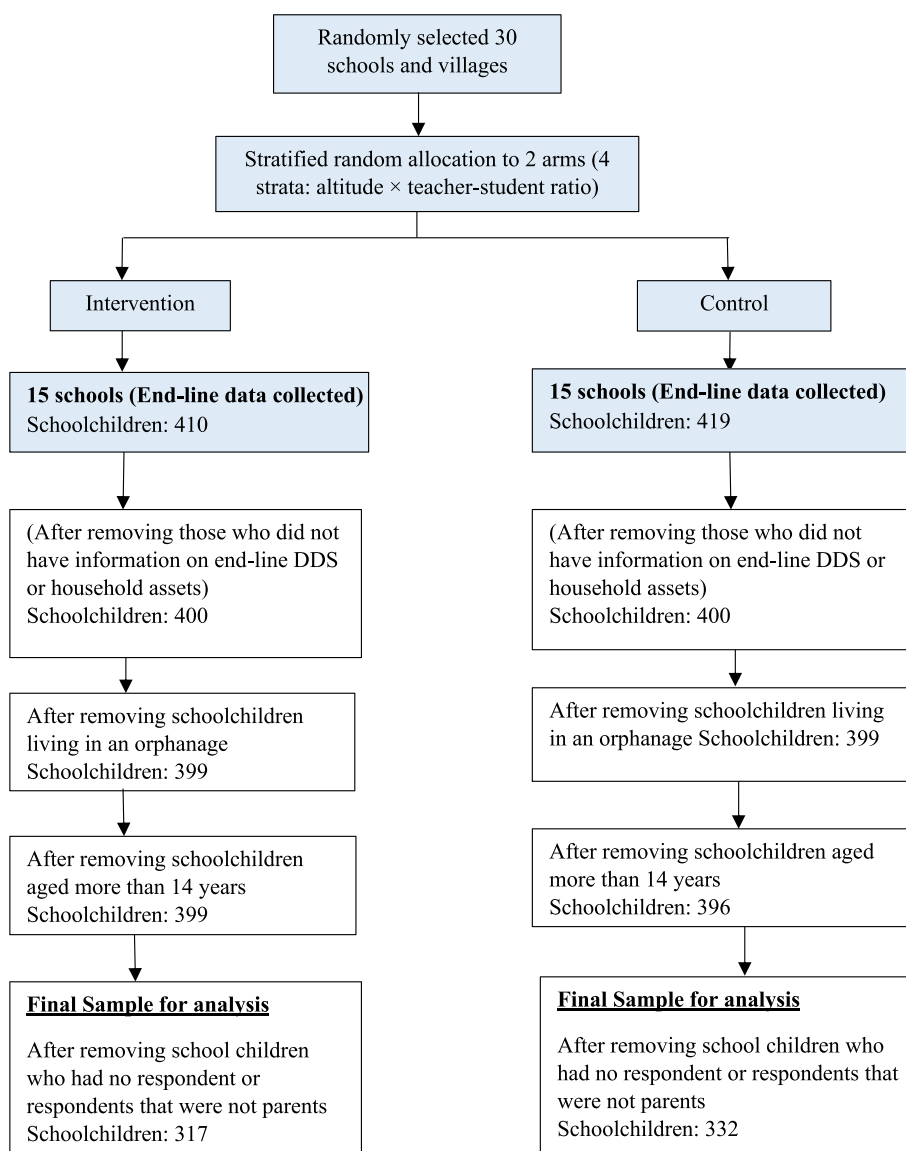 Randomly selected 30
schools and villages
Stratified random allocation to 2 arms (4
strata: altitude × teacher-student ratio)
Intervention
Control
15 schools (End-line data collected)
Schoolchildren: 410
15 schools (End-line data collected)
Schoolchildren: 419
(After removing those who did not
have information on end-line DDS
or household assets)
Schoolchildren: 400
(After removing those who did not
have information on end-line DDS or
household assets)
Schoolchildren: 400
After removing schoolchildren
living in an orphanage
Schoolchildren: 399
After removing schoolchildren living
in an orphanage Schoolchildren: 399
After removing schoolchildren
aged more than 14 years
Schoolchildren: 399
After removing schoolchildren aged
more than 14 years
Schoolchildren: 396
Final Sample for analysis
After removing school children
who had no respondent or
respondents that were not parents
Schoolchildren: 317
Final Sample for analysis
After removing school children who
had no respondent or respondents that
were not parents
Schoolchildren: 332